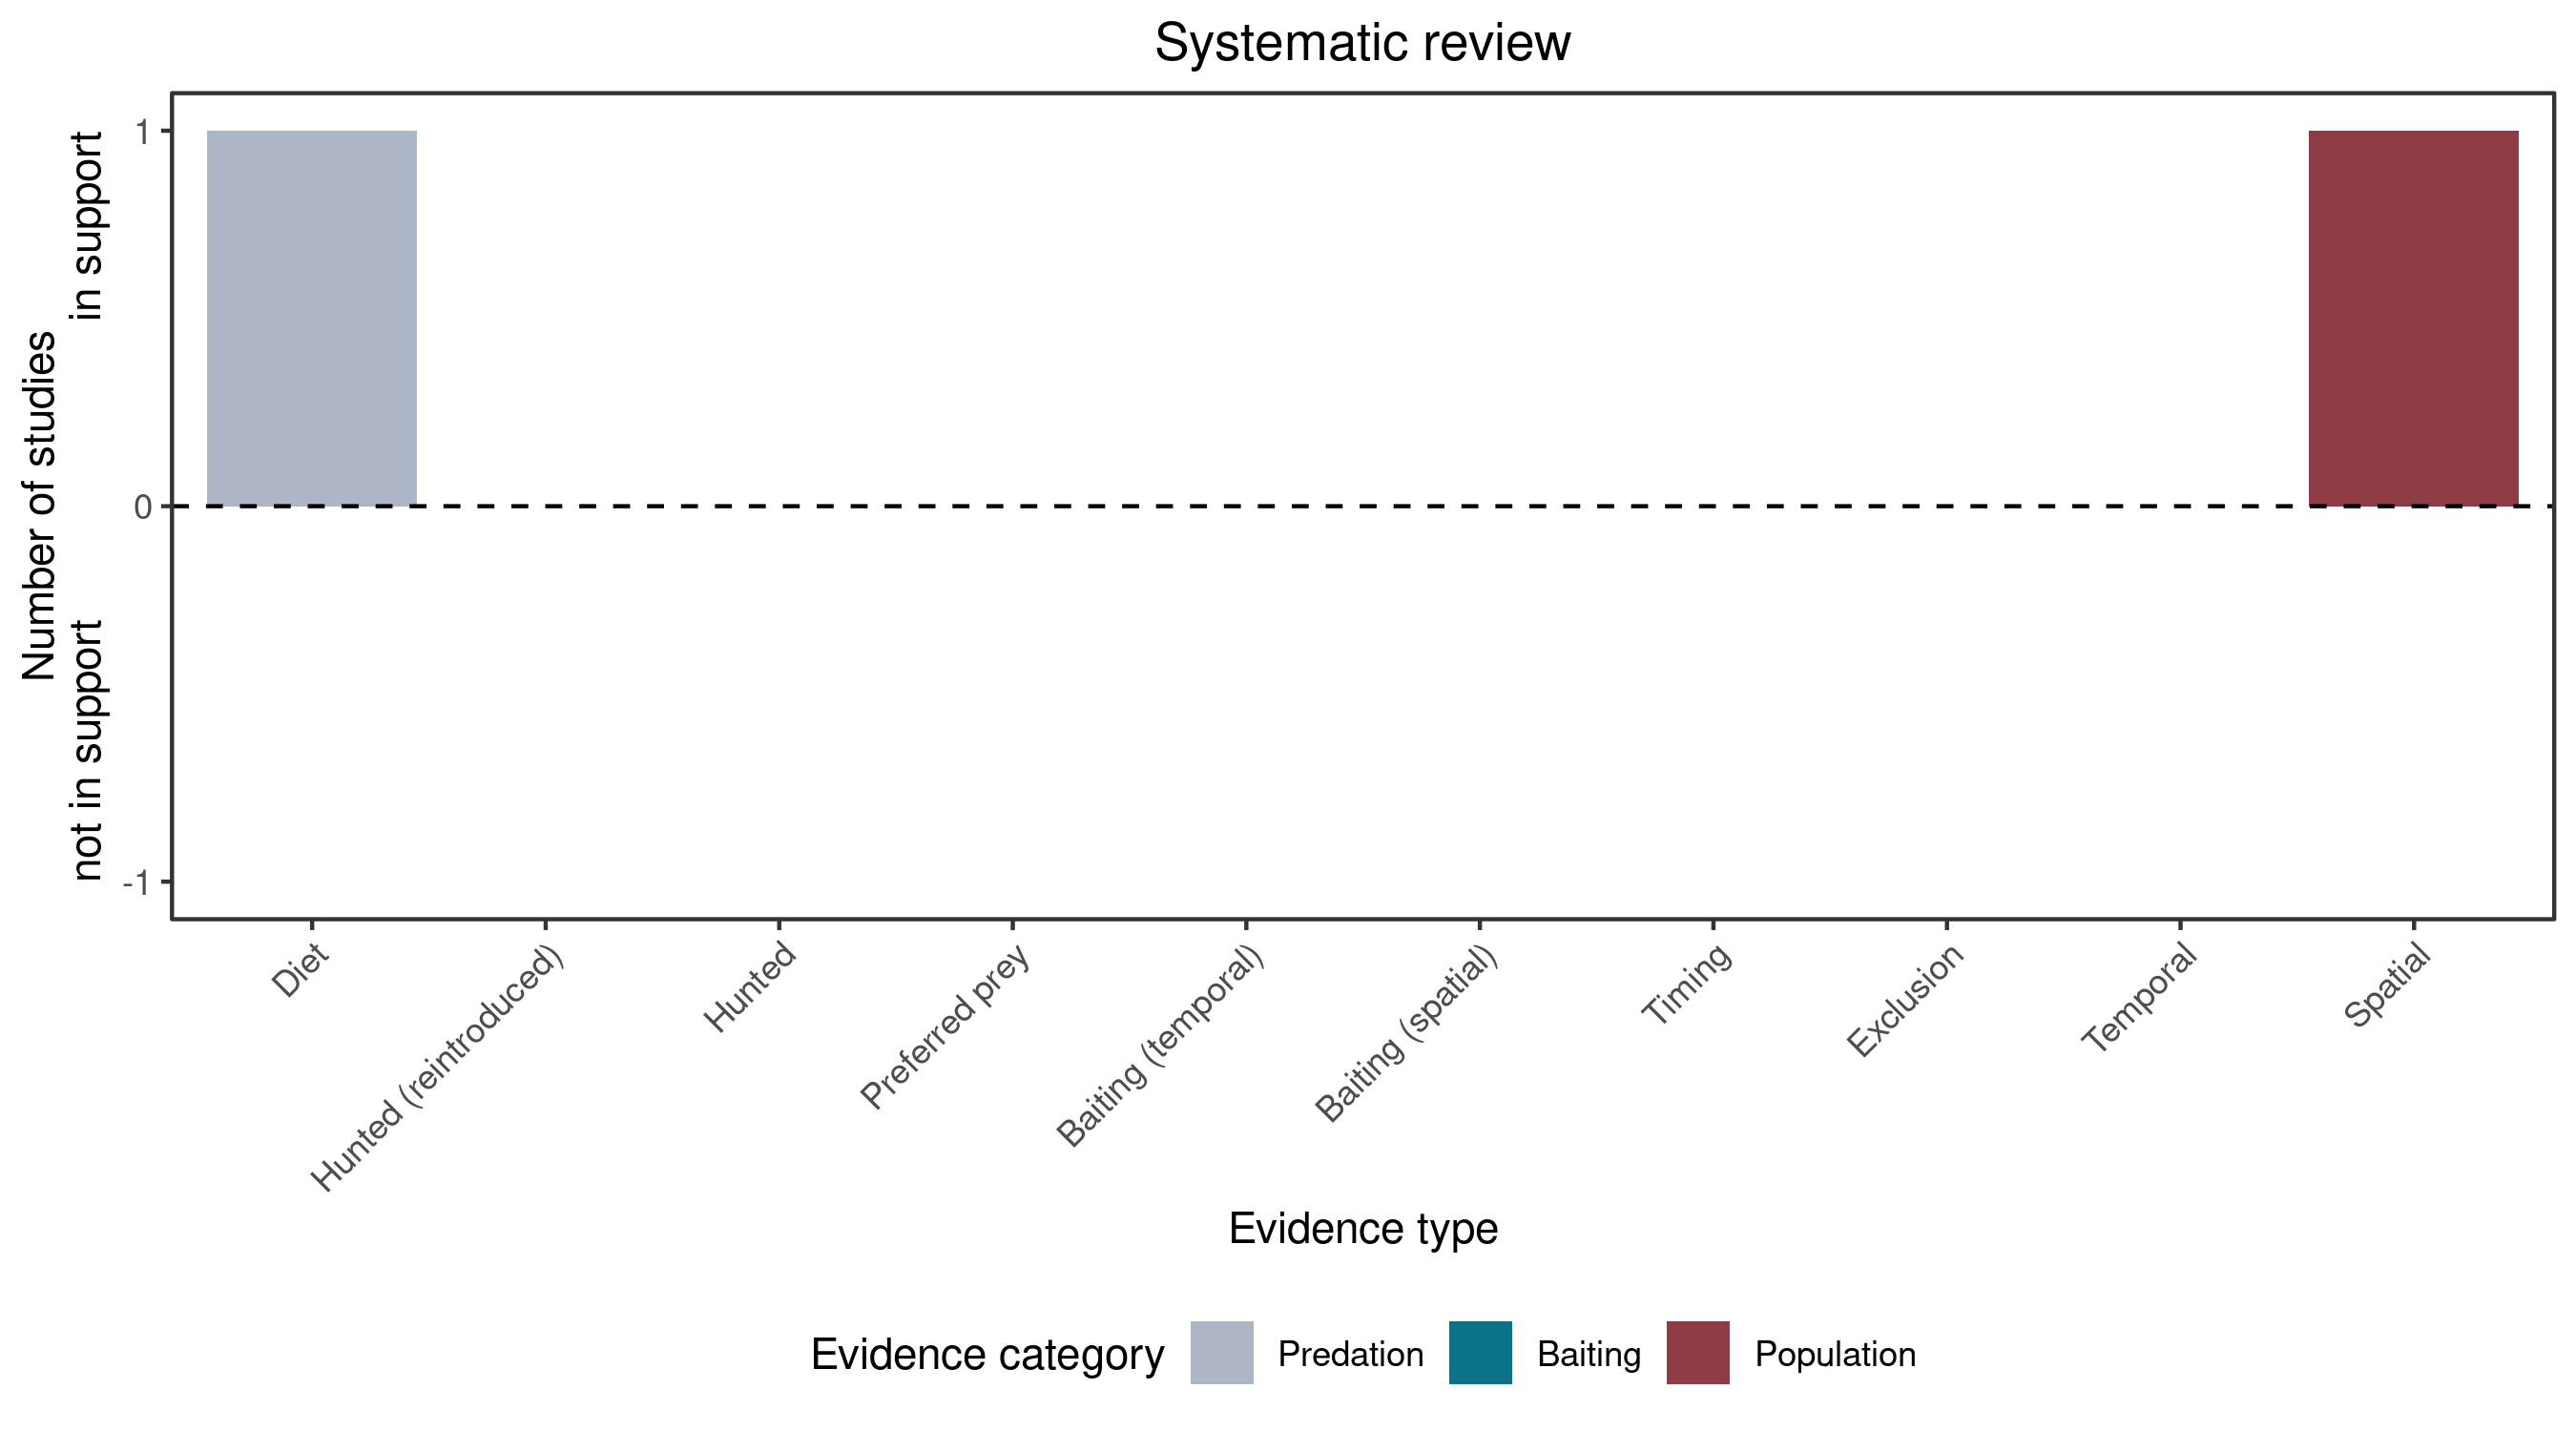 Systematic review
Number of studies
in support
not in support
1
0
-1
Diet
Hunted (reintroduced)
Hunted
Preferred prey
Baiting (temporal)
Baiting (spatial)
Timing
Exclusion
Temporal
Spatial
Evidence type
Evidence category
Predation
Baiting
Population